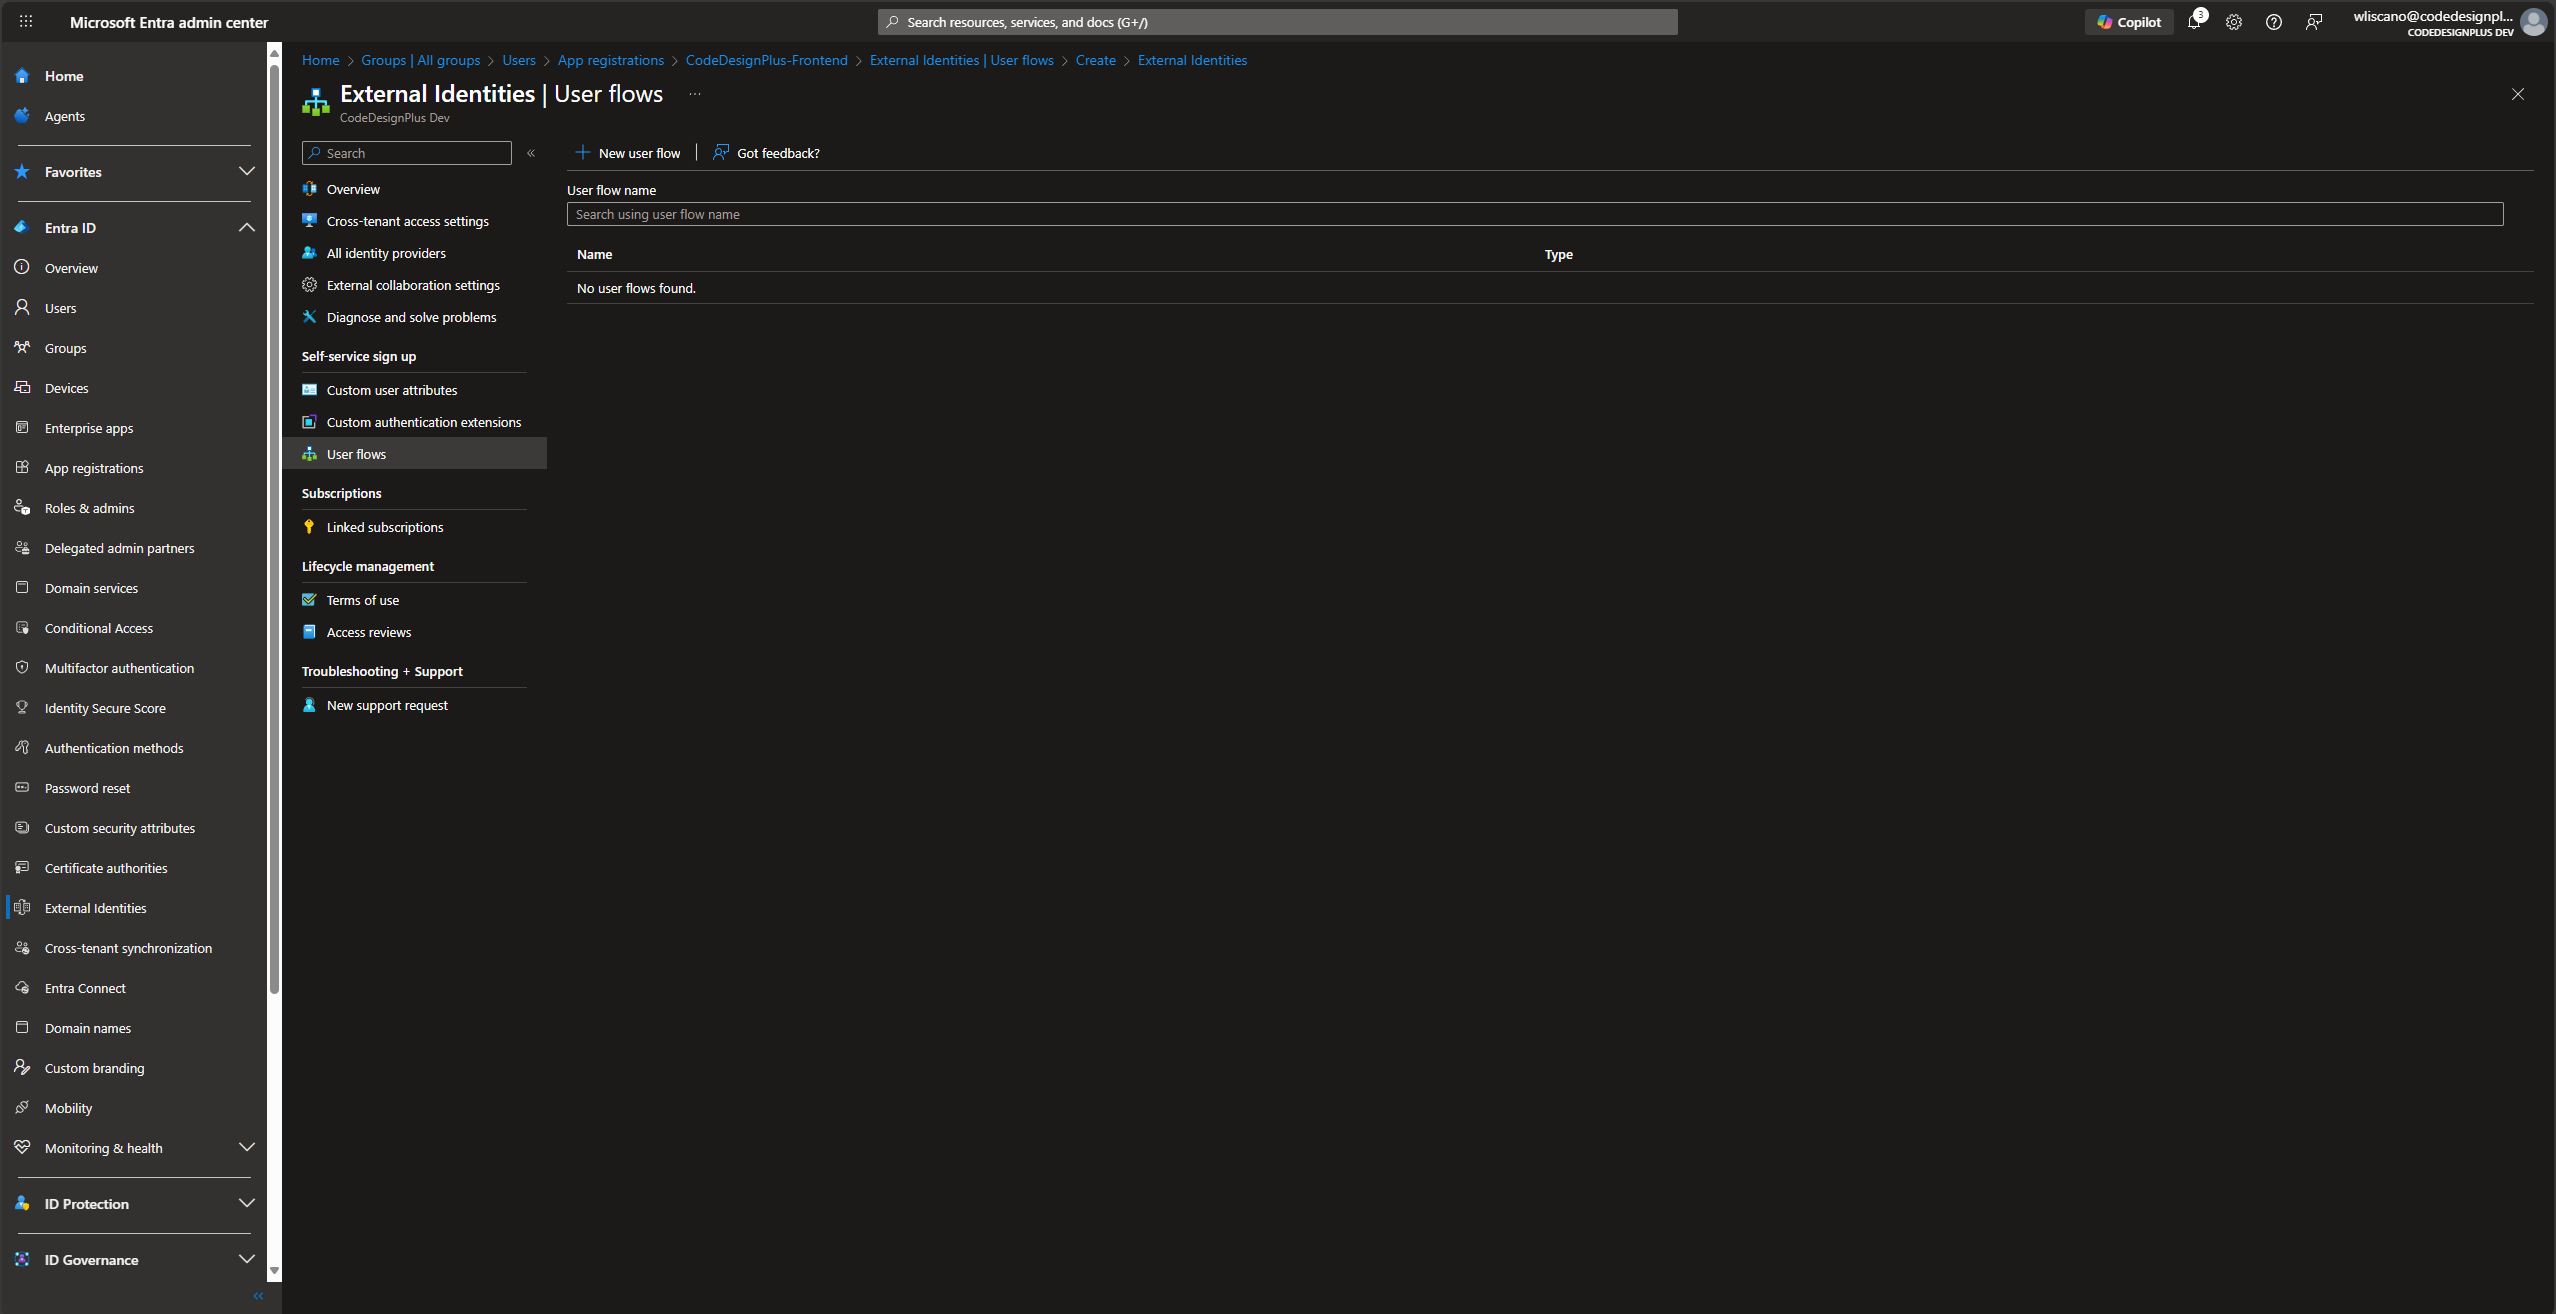 Microsoft Entra admin center
Search resources, services, and docs (G+/)
Copilot
3
wliscano@codedesignpl...
CODEDESIGNPLUS DEV
Home
Agents
Favorites
Entra ID
Overview
Users
Groups
Devices
Enterprise apps
App registrations
Roles & admins
Delegated admin partners
Domain services
Conditional Access
Multifactor authentication
Identity Secure Score
Authentication methods
Password reset
Custom security attributes
Certificate authorities
External Identities
Cross-tenant synchronization
Entra Connect
Domain names
Custom branding
Mobility
Monitoring & health
ID Protection
ID Governance
Home > Groups | All groups > Users > App registrations > CodeDesignPlus-Frontend > External Identities | User flows > Create > External Identities
External Identities | User flows ...
CodeDesignPlus Dev
Search
Overview
Cross-tenant access settings
All identity providers
External collaboration settings
Diagnose and solve problems
Self-service sign up
Custom user attributes
Custom authentication extensions
User flows
Subscriptions
Linked subscriptions
Lifecycle management
Terms of use
Access reviews
Troubleshooting + Support
New support request
New user flow | Got feedback?
User flow name
Search using user flow name
Name Type
No user flows found.